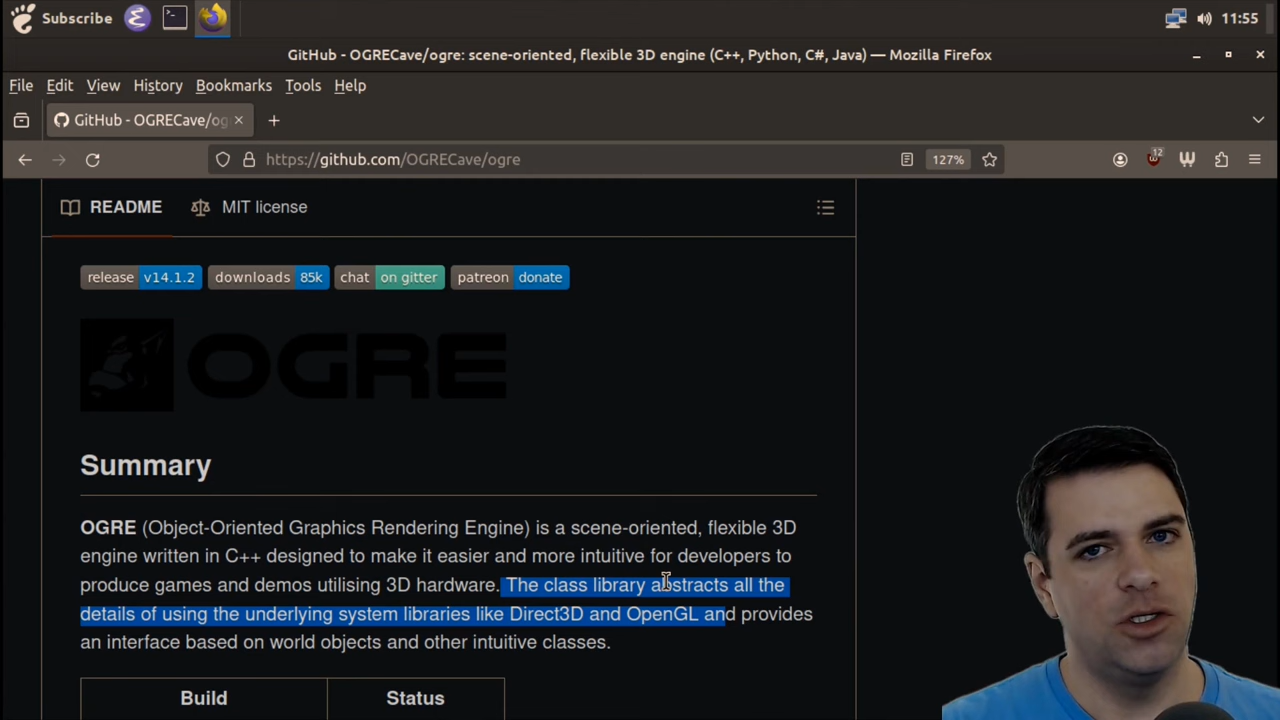 Subscribe
11:55
GitHub - OGRECave/ogre: scene-oriented, flexible 3D engine (C++, Python, C#, Java) — Mozilla Firefox
File Edit View History Bookmarks Tools Help
GitHub - OGRECave/og
https://github.com/OGRECave/ogre
127%
12
README
MIT license
release v14.1.2 downloads 85k chat on gitter patreon donate
OGRE
Summary
OGRE (Object-Oriented Graphics Rendering Engine) is a scene-oriented, flexible 3D
engine written in C++ designed to make it easier and more intuitive for developers to
produce games and demos utilising 3D hardware. The class library abstracts all the
details of using the underlying system libraries like Direct3D and OpenGL and provides
an interface based on world objects and other intuitive classes.
Build Status